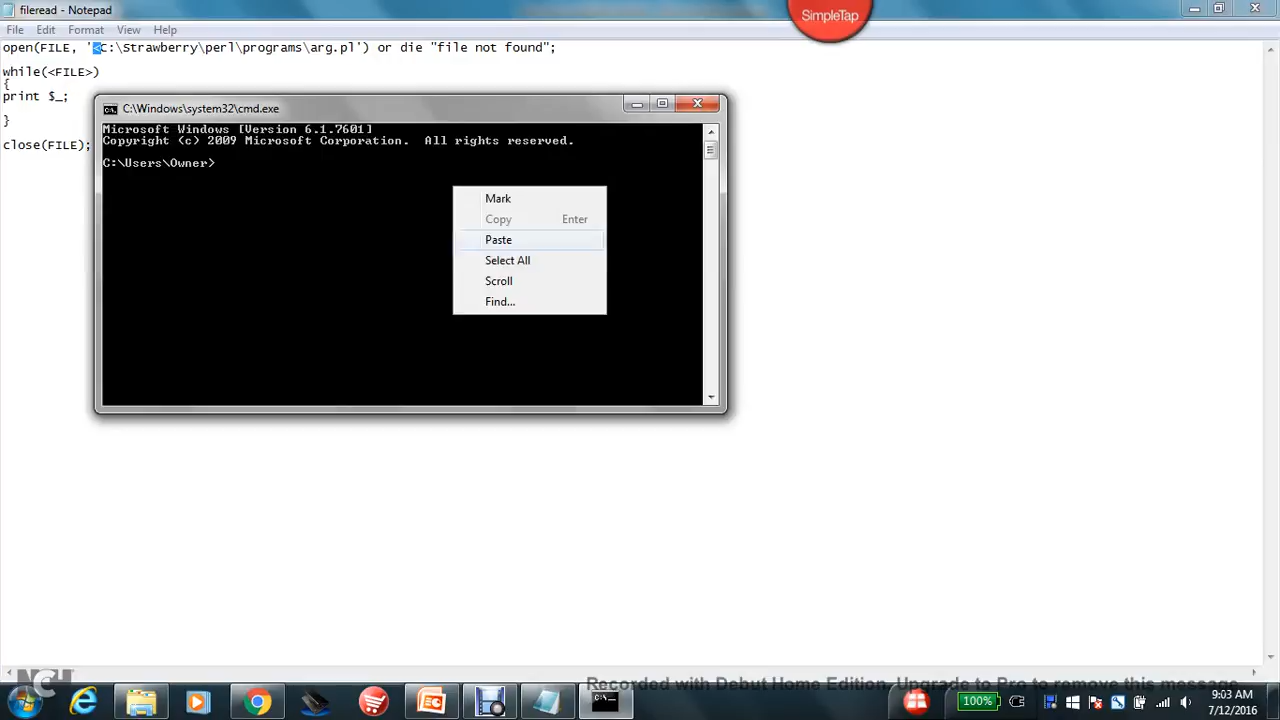 fileread - Notepad
SimpleTap
File Edit Format View Help
open(FILE, '<C:\Strawberry\perl\programs\arg.pl') or die "file not found";
while(<FILE>)
{
print $_;
}
close(FILE);
C:\Windows\system32\cmd.exe
Microsoft Windows [Version 6.1.7601]
Copyright (c) 2009 Microsoft Corporation. All rights reserved.
C:\Users\Owner>
Mark
Copy Enter
Paste
Select All
Scroll
Find...
NCH
Recorded with Debut Home Edition. Upgrade to Pro to remove this message
100%
9:03 AM
7/12/2016